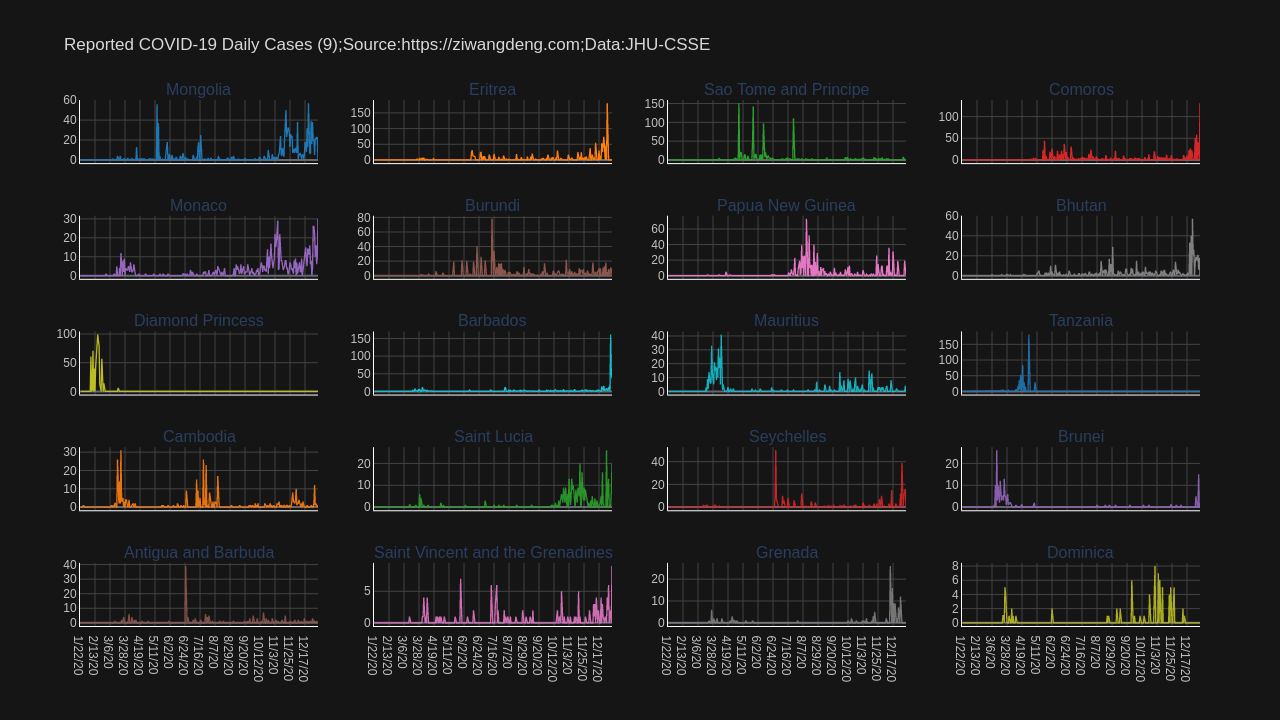 Reported COVID-19 Daily Cases (9);Source:https://ziwangdeng.com;Data:JHU-CSSE
Mongolia Eritrea Sao Tome and Principe Comoros
60 40 20 0
150 100 50 0
150 100 50 0
100 50 0
Monaco Burundi Papua New Guinea Bhutan
30 20 10 0
80 60 40 20 0
60 40 20 0
60 40 20 0
Diamond Princess Barbados Mauritius Tanzania
100 50 0
150 100 50 0
40 30 20 10 0
150 100 50 0
Cambodia Saint Lucia Seychelles Brunei
30 20 10 0
20 10 0
40 20 0
20 10 0
Antigua and Barbuda Saint Vincent and the Grenadines Grenada Dominica
40 30 20 10 0
5 0
20 10 0
8 6 4 2 0
1/22/20 2/13/20 3/6/20 3/28/20 4/19/20 5/11/20 6/2/20 6/24/20 7/16/20 8/7/20 8/29/20 9/20/20 10/12/20 11/3/20 11/25/20 12/17/20
1/22/20 2/13/20 3/6/20 3/28/20 4/19/20 5/11/20 6/2/20 6/24/20 7/16/20 8/7/20 8/29/20 9/20/20 10/12/20 11/3/20 11/25/20 12/17/20
1/22/20 2/13/20 3/6/20 3/28/20 4/19/20 5/11/20 6/2/20 6/24/20 7/16/20 8/7/20 8/29/20 9/20/20 10/12/20 11/3/20 11/25/20 12/17/20
1/22/20 2/13/20 3/6/20 3/28/20 4/19/20 5/11/20 6/2/20 6/24/20 7/16/20 8/7/20 8/29/20 9/20/20 10/12/20 11/3/20 11/25/20 12/17/20